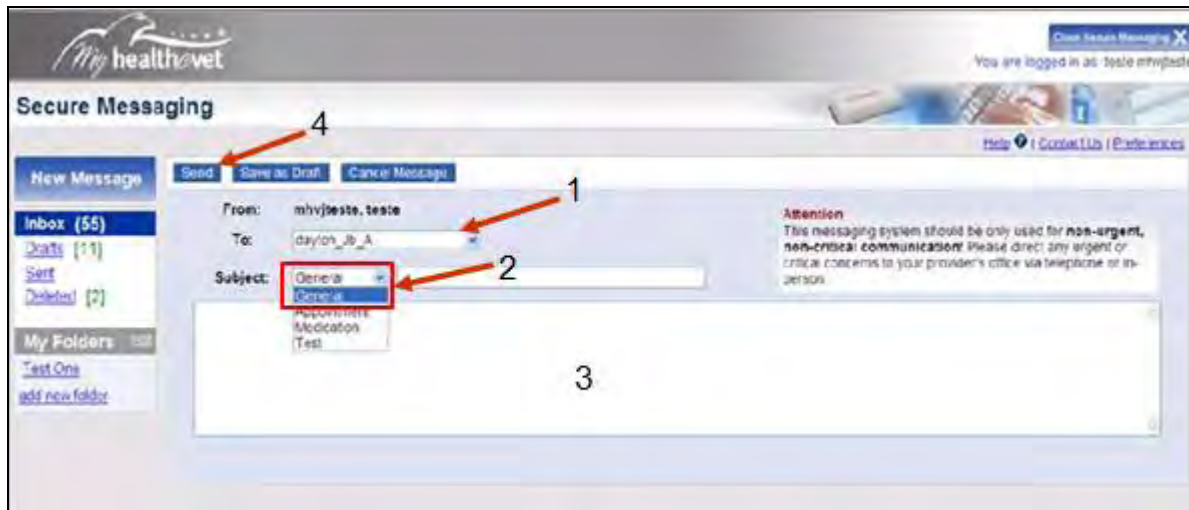 My healthevet
Close Secure Messaging X
You are logged in as: teste mhvjteste
Secure Messaging
4
Help ? | Contact Us | Preferences
New Message
Send Save as Draft Cancel Message
1
From: mhvjteste, teste
Inbox (55)
To: dayton_Jb_A
Drafts [11]
Sent
Subject: General
2
General
Deleted [2]
Appointment
Medication
Test
Attention
This messaging system should be only used for non-urgent,
non-critical communication! Please direct any urgent or
critical concerns to your provider's office via telephone or in-
person.
My Folders
Test One
add new folder
3